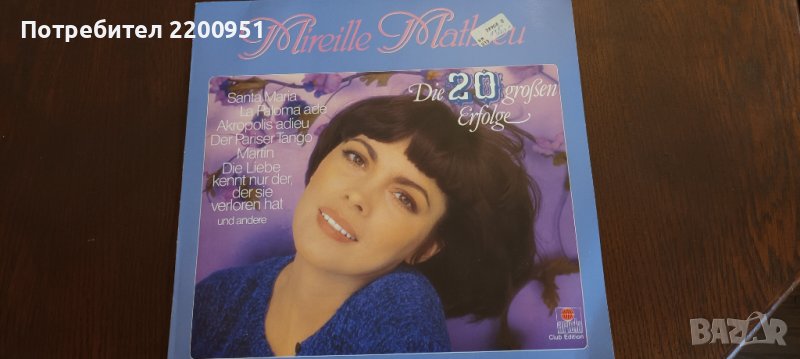 Потребител 2200951
Mireille Mathieu
Die 20 großen
Erfolge
Santa Maria
La Paloma ade
Akropolis adieu
Der Pariser Tango
Martin
Die Liebe
kennt nur der,
der sie
verloren hat
und andere
Club Edition
BAZAR